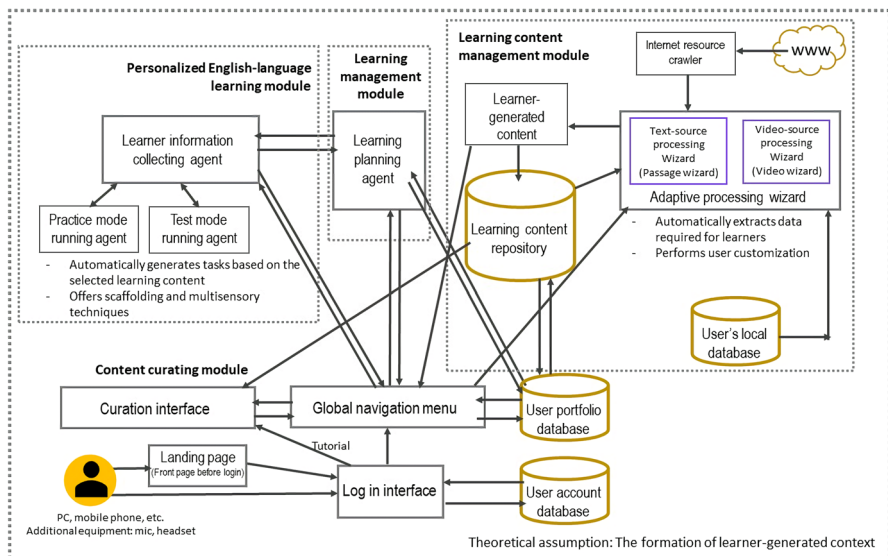 Personalized English-language
learning module
Learner information
collecting agent
Practice mode
running agent
Test mode
running agent
- Automatically generates tasks based on the
selected learning content
- Offers scaffolding and multisensory
techniques
Learning
management
module
Learning
planning
agent
Learning content
management module
Internet resource
crawler
www
Learner-
generated
content
Text-source
processing
Wizard
(Passage wizard)
Video-source
processing
Wizard
(Video wizard)
Adaptive processing wizard
- Automatically extracts data
required for learners
- Performs user customization
Learning content
repository
User's local
database
Content curating module
Curation interface
Global navigation menu
User portfolio
database
Tutorial
Landing page
(Front page before login)
Log in interface
User account
database
PC, mobile phone, etc.
Additional equipment: mic, headset
Theoretical assumption: The formation of learner-generated context